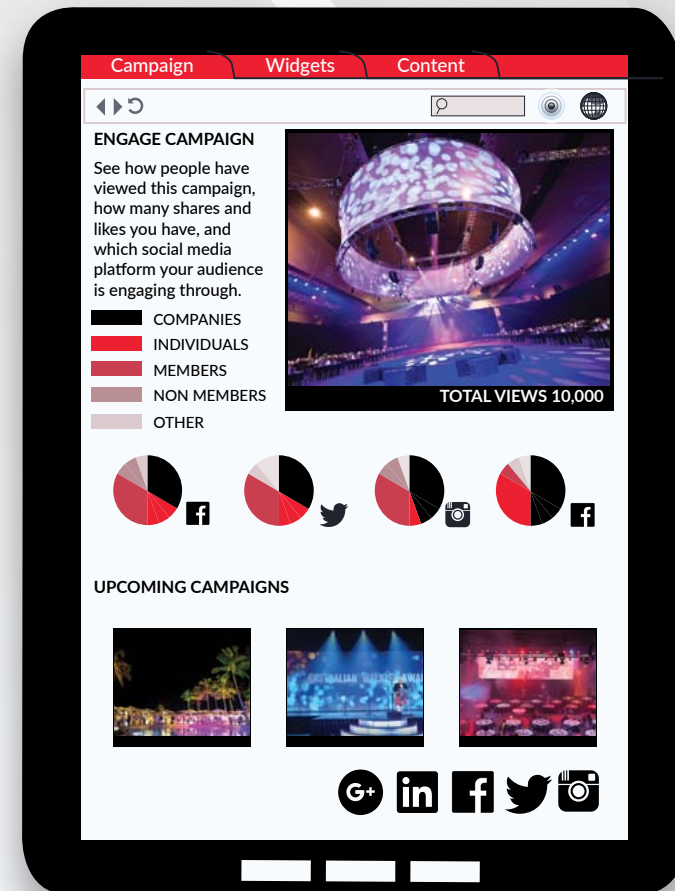 Campaign
Widgets
Content
ENGAGE CAMPAIGN
See how people have
viewed this campaign,
how many shares and
likes you have, and
which social media
platform your audience
is engaging through.
COMPANIES
INDIVIDUALS
MEMBERS
NON MEMBERS
OTHER
TOTAL VIEWS 10,000
UPCOMING CAMPAIGNS
AUSTRALIAN
G+
in